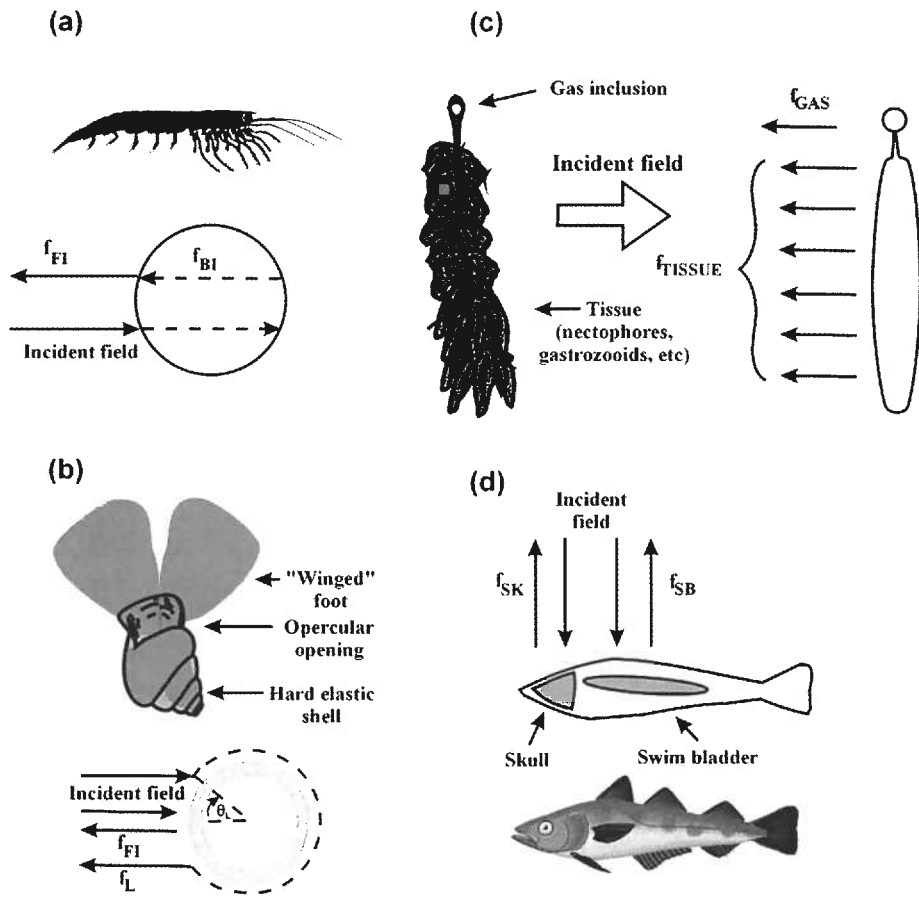 (a)
f_FI
f_BI
Incident field
(b)
"Winged"
foot
Opercular
opening
Hard elastic
shell
Incident field
θ_L
f_FI
f_L
(c)
Gas inclusion
Incident field
Tissue
(nectophores,
gastrozooids, etc)
f_GAS
f_TISSUE
(d)
Incident
field
f_SK
f_SB
Skull
Swim bladder